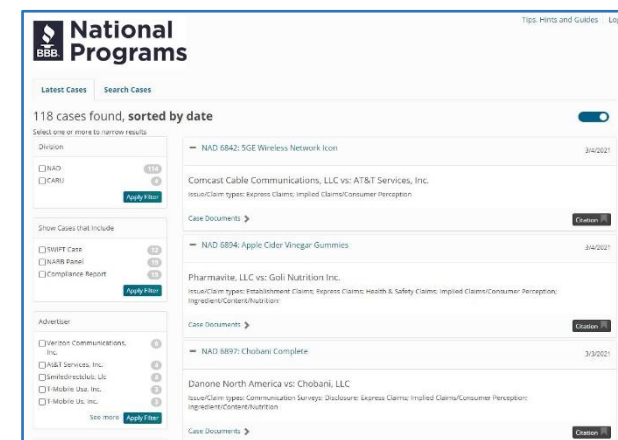 Tips, Hints and Guides Lo
BBB.
National
Programs
Latest Cases Search Cases
118 cases found, sorted by date
Select one or more to narrow results
Division
NAD 114
CARU 4
Apply Filter
Show Cases that Include
SWIFT Case 12
NARB Panel
Compliance Report
Apply Filter
Advertiser
Verizon Communications, Inc.
AT&T Services, Inc.
Smiledirectclub, Llc
T-Mobile Usa, Inc.
T-Mobile Us, Inc.
See more Apply Filter
NAD 6842: 5GE Wireless Network Icon 3/4/2021
Comcast Cable Communications, LLC vs: AT&T Services, Inc.
Issue/Claim types: Express Claims; Implied Claims/Consumer Perception
Case Documents
Citation
NAD 6894: Apple Cider Vinegar Gummies 3/4/2021
Pharmavite, LLC vs: Goli Nutrition Inc.
Issue/Claim types: Establishment Claims; Express Claims; Health & Safety Claims; Implied Claims/Consumer Perception;
Ingredient/Content/Nutrition
Case Documents
Citation
NAD 6897: Chobani Complete 3/3/2021
Danone North America vs: Chobani, LLC
Issue/Claim types: Communication Surveys; Disclosure; Express Claims; Implied Claims/Consumer Perception;
Ingredient/Content/Nutrition
Case Documents
Citation